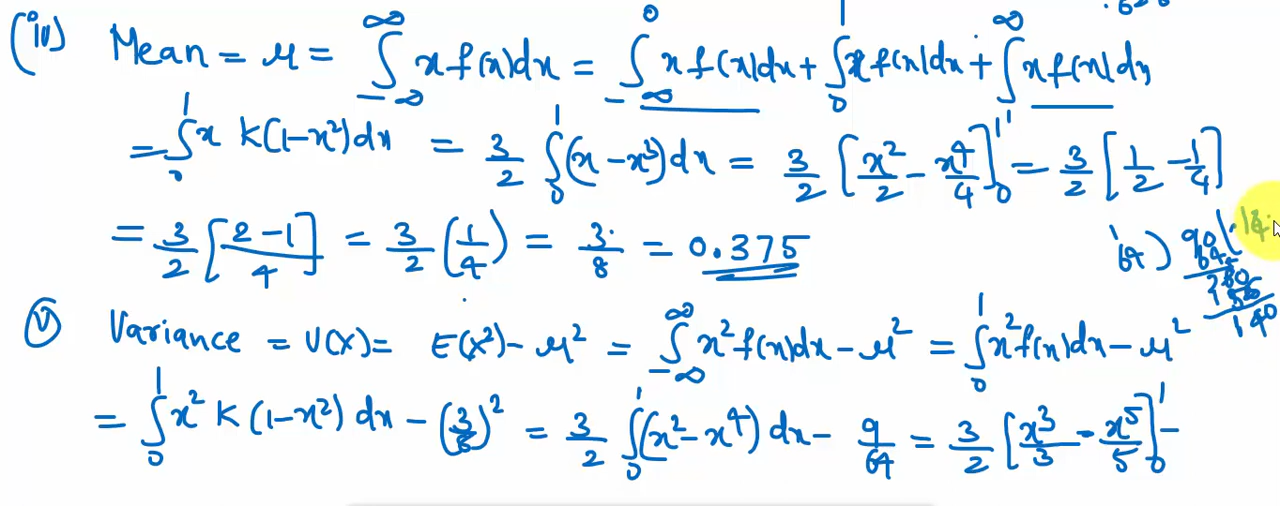 (iv) Mean = μ = ∫_{-∞}^{∞} x f(x)dx = ∫_{-∞}^{0} x f(x)dx + ∫_{0}^{1} x f(x)dx + ∫_{0}^{∞} x f(x)dx
= ∫_{0}^{1} x K(1-x²)dx = 3/2 ∫_{0}^{1} (x-x³)dx = 3/2 [x²/2 - x⁴/4]_{0}^{1} = 3/2 [1/2 - 1/4]
= 3/2 [2-1/4] = 3/2 (1/4) = 3/8 = 0.375
64) 90 (
(v) Variance = V(X) = E(X²) - μ² = ∫_{-∞}^{∞} x² f(x)dx - μ² = ∫_{0}^{1} x² f(x)dx - μ²
140
= ∫_{0}^{1} x² K(1-x²) dx - (3/8)² = 3/2 ∫_{0}^{1} (x²-x⁴) dx - 9/64 = 3/2 [x³/3 - x⁵/5]_{0}^{1} -